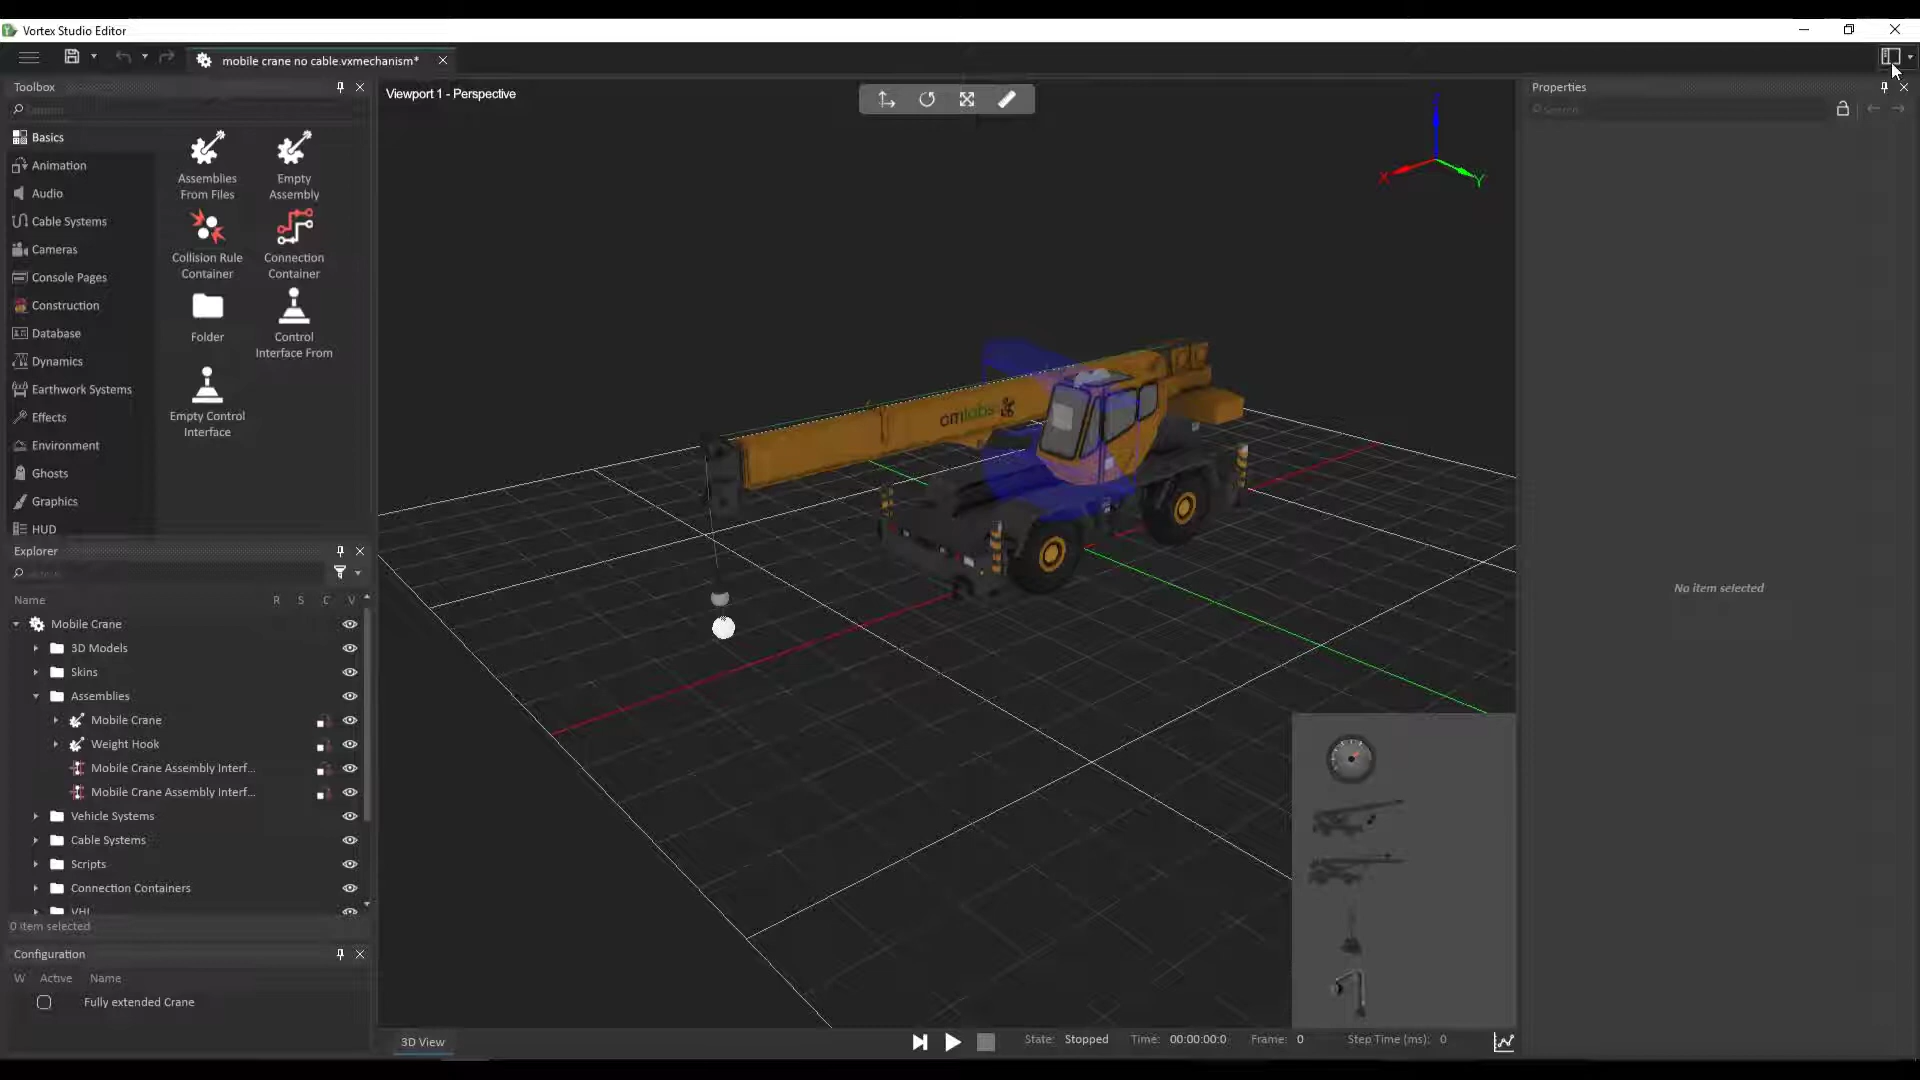 Vortex Studio Editor
mobile crane no cable.vxmechanism*
Toolbox
Search
Basics
Animation
Audio
Cable Systems
Cameras
Console Pages
Construction
Database
Dynamics
Earthwork Systems
Effects
Environment
Ghosts
Graphics
HUD
Assemblies
From Files
Empty
Assembly
Collision Rule
Container
Connection
Container
Folder
Control
Interface From
Empty Control
Interface
Explorer
Name R S C V
Mobile Crane
3D Models
Skins
Assemblies
Mobile Crane
Weight Hook
Mobile Crane Assembly Interf...
Mobile Crane Assembly Interf...
Vehicle Systems
Cable Systems
Scripts
Connection Containers
VHL
0 item selected
Configuration
W Active Name
Fully extended Crane
Viewport 1 - Perspective
X
Y
cmlabs
3D View
State: Stopped Time: 00:00:00:0 Frame: 0 Step Time (ms): 0
Properties
Search
No item selected